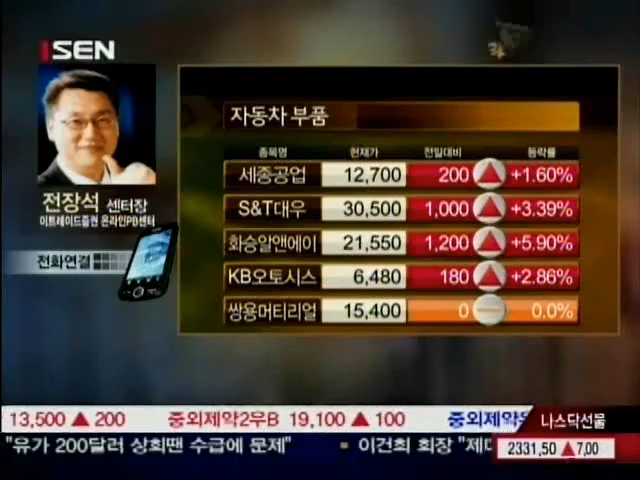 SEN
전장석 센터장
이트레이드증권 온라인PB센터
전화연결
자동차 부품
종목명 현재가 전일대비 등락률
세종공업 12,700 200 ▲ +1.60%
S&T대우 30,500 1,000 ▲ +3.39%
화승알앤에이 21,550 1,200 ▲ +5.90%
KB오토시스 6,480 180 ▲ +2.86%
쌍용머티리얼 15,400 0 — 0.0%
13,500 ▲ 200 중외제약2우B 19,100 ▲ 100 중외제약우
나스닥선물
2331,50 ▲7,00
"유가 200달러 상회땐 수급에 문제" ▪ 이건희 회장 "제